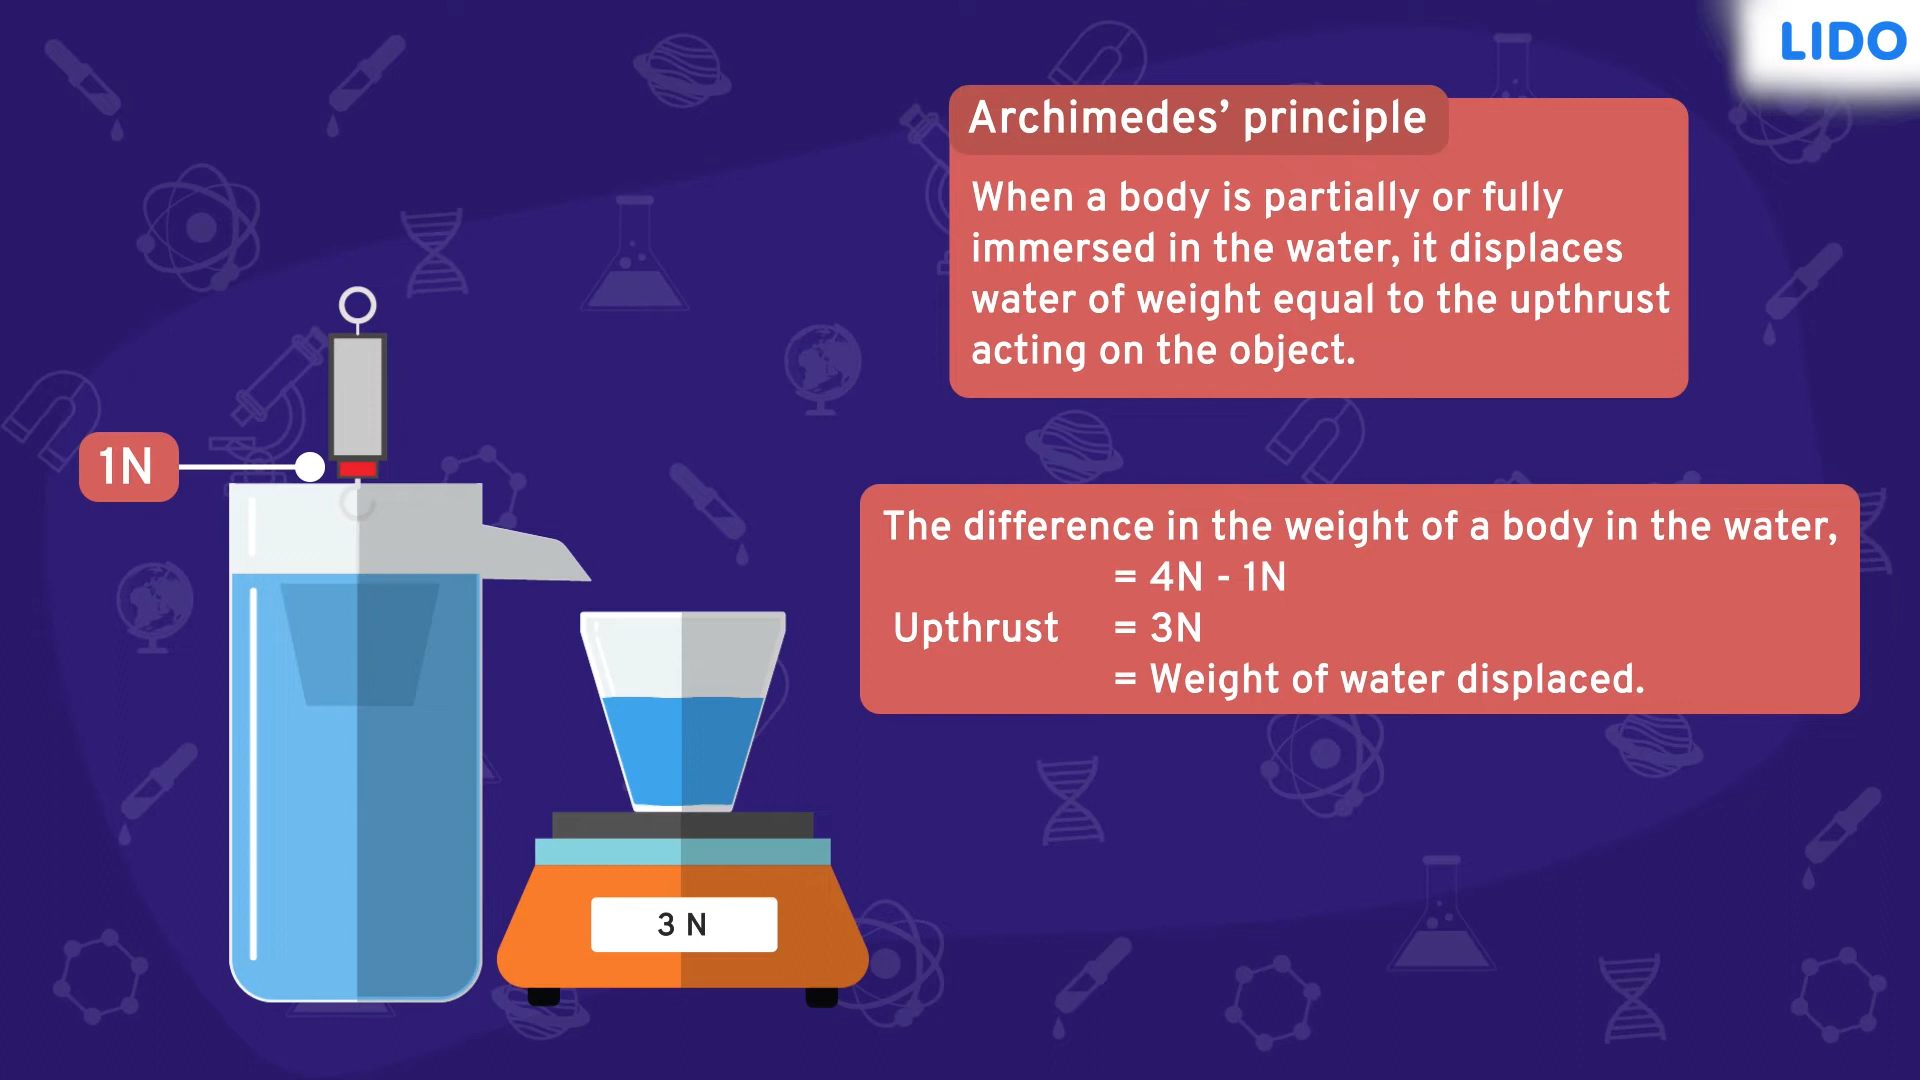 LIDO
Archimedes’ principle
When a body is partially or fully
immersed in the water, it displaces
water of weight equal to the upthrust
acting on the object.
1N
The difference in the weight of a body in the water,
= 4N - 1N
Upthrust = 3N
= Weight of water displaced.
3 N